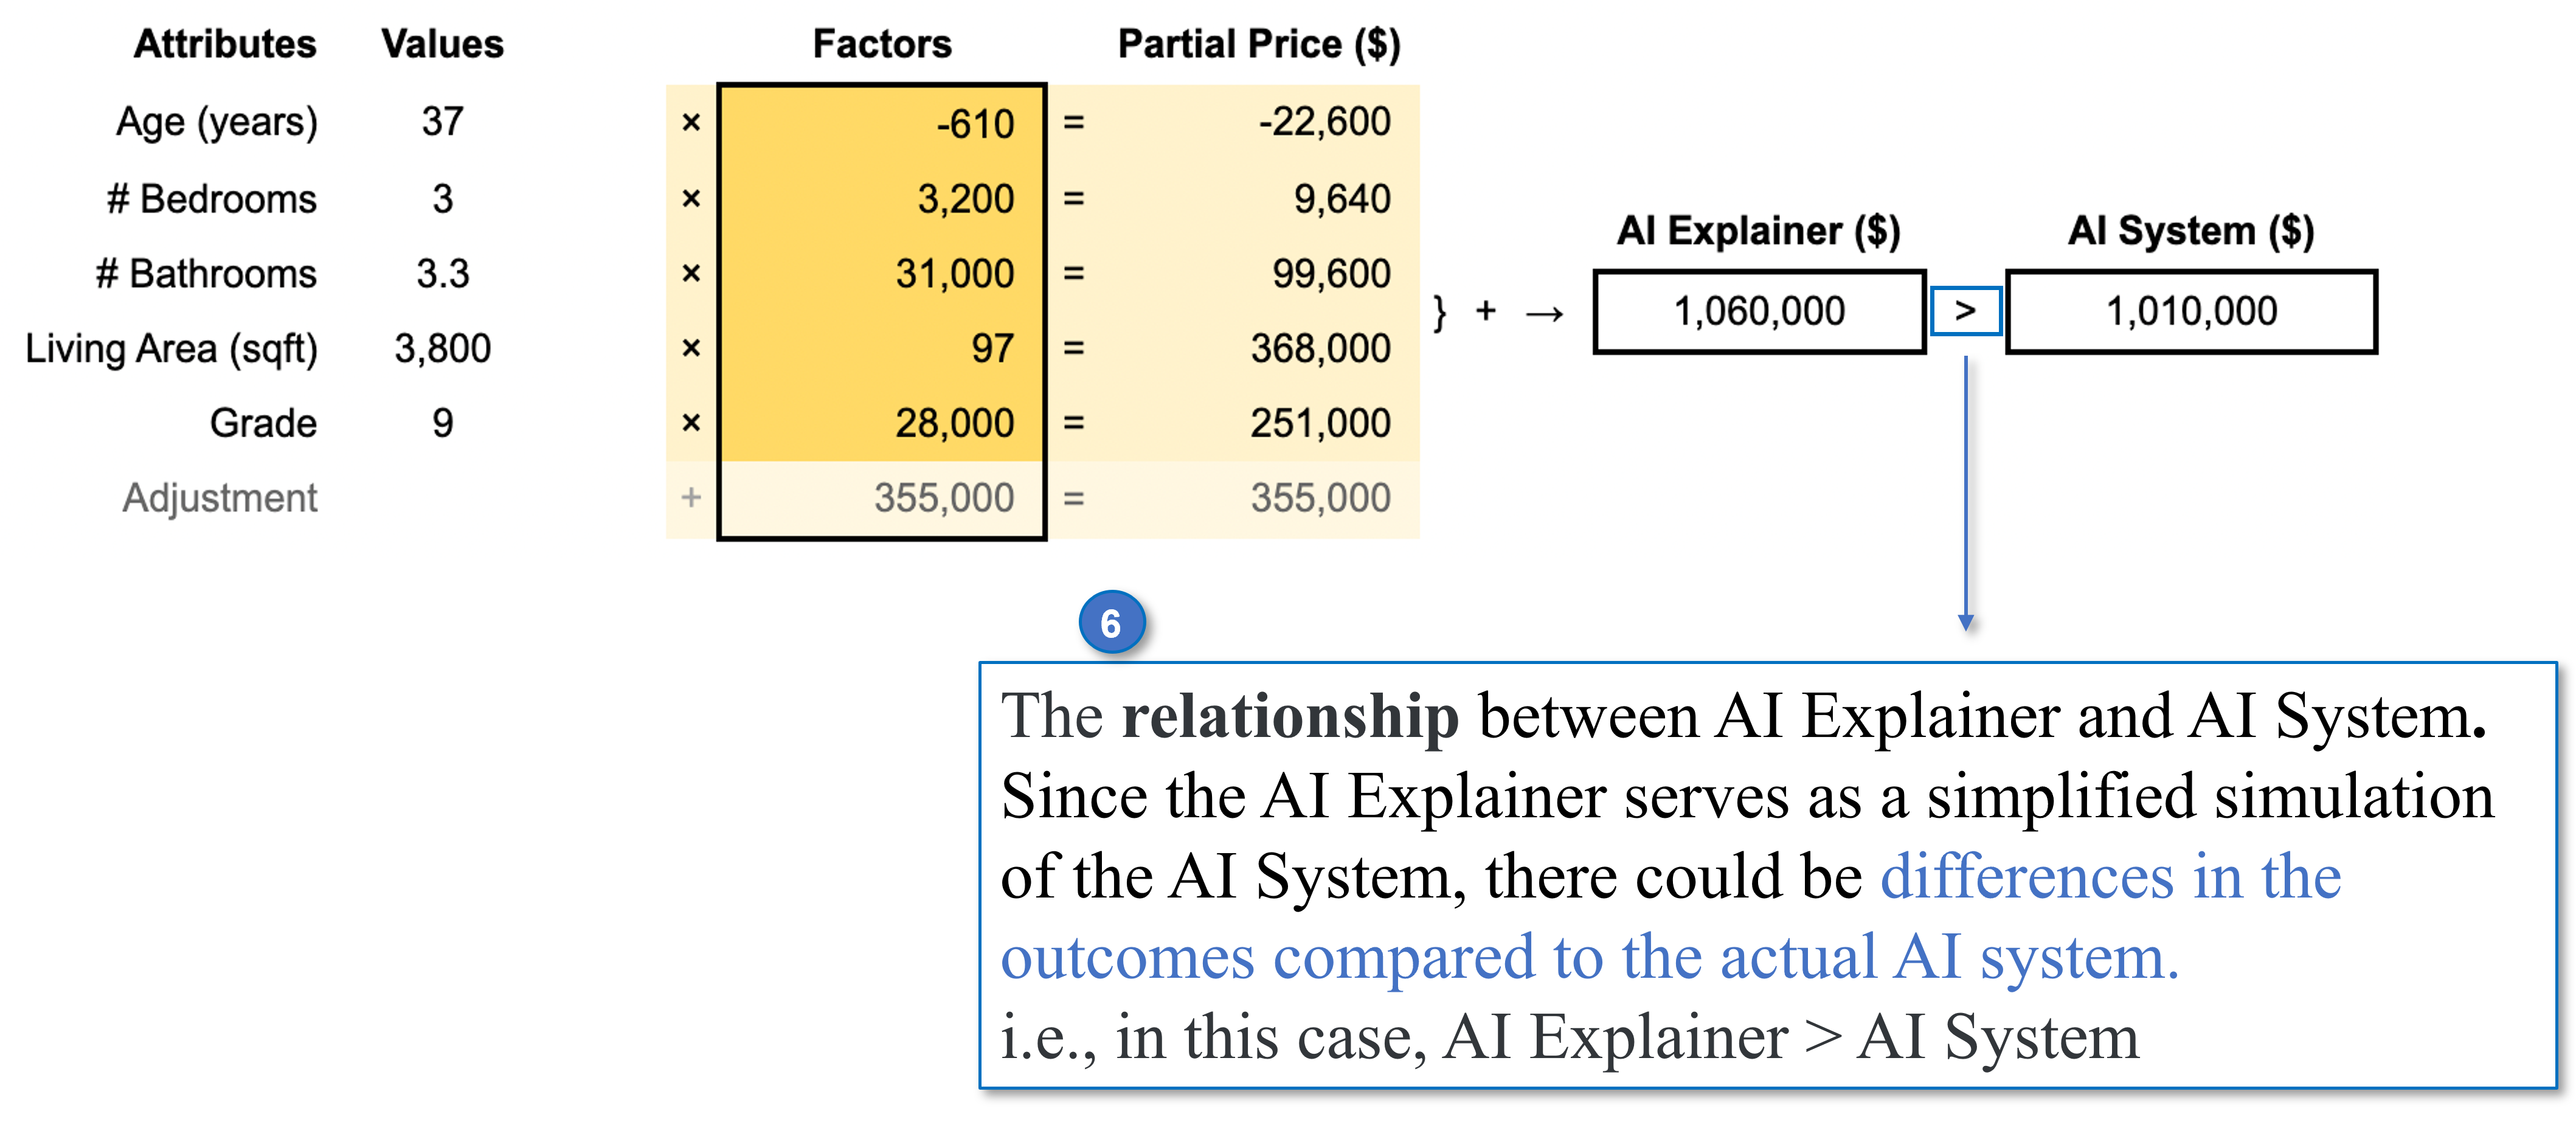 Attributes Values Factors Partial Price ($)
Age (years) 37 × -610 = -22,600
# Bedrooms 3 × 3,200 = 9,640
# Bathrooms 3.3 × 31,000 = 99,600
Living Area (sqft) 3,800 × 97 = 368,000
Grade 9 × 28,000 = 251,000
Adjustment + 355,000 = 355,000
AI Explainer ($) AI System ($)
} + → 1,060,000 > 1,010,000
6
The relationship between AI Explainer and AI System.
Since the AI Explainer serves as a simplified simulation
of the AI System, there could be differences in the
outcomes compared to the actual AI system.
i.e., in this case, AI Explainer > AI System